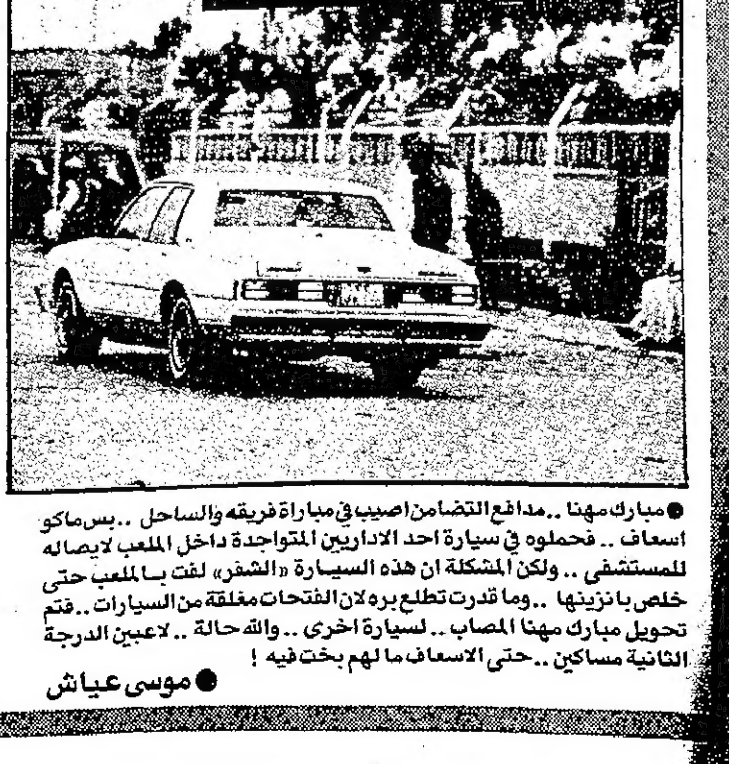 ● مبارك مهنا .. مدافع التضامن اصيب في مباراة فريقه والساحل .. بس ماكو
اسعاف .. فحملوه في سيارة احد الاداريين المتواجدة داخل الملعب لايصاله
للمستشفى .. ولكن المشكلة ان هذه السيارة «الشفر» لفت بالملعب حتى
خلص بانزينها .. وما قدرت تطلع بره لان الفتحات مغلقة من السيارات .. فتم
تحويل مبارك مهنا المصاب .. لسيارة اخرى .. والله حالة .. لاعبين الدرجة
الثانية مساكين .. حتى الاسعاف ما لهم بخت فيه !
● موسى عياش